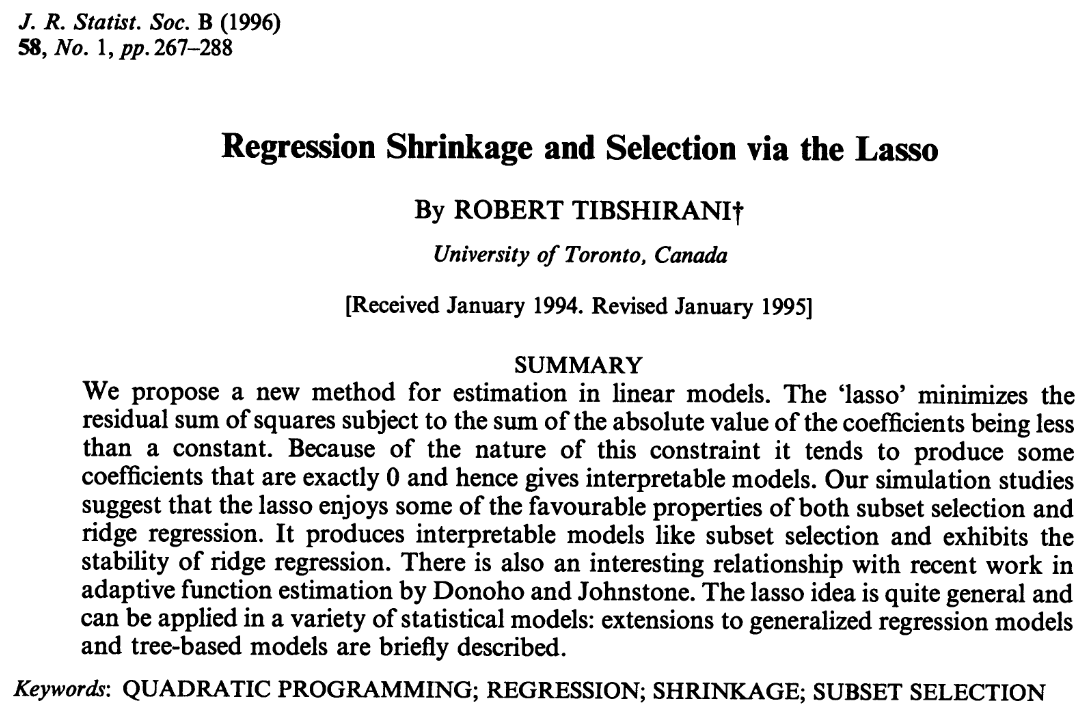 J. R. Statist. Soc. B (1996)
58, No. 1, pp. 267–288
Regression Shrinkage and Selection via the Lasso
By ROBERT TIBSHIRANI†
University of Toronto, Canada
[Received January 1994. Revised January 1995]
SUMMARY
We propose a new method for estimation in linear models. The ‘lasso’ minimizes the
residual sum of squares subject to the sum of the absolute value of the coefficients being less
than a constant. Because of the nature of this constraint it tends to produce some
coefficients that are exactly 0 and hence gives interpretable models. Our simulation studies
suggest that the lasso enjoys some of the favourable properties of both subset selection and
ridge regression. It produces interpretable models like subset selection and exhibits the
stability of ridge regression. There is also an interesting relationship with recent work in
adaptive function estimation by Donoho and Johnstone. The lasso idea is quite general and
can be applied in a variety of statistical models: extensions to generalized regression models
and tree-based models are briefly described.
Keywords: QUADRATIC PROGRAMMING; REGRESSION; SHRINKAGE; SUBSET SELECTION